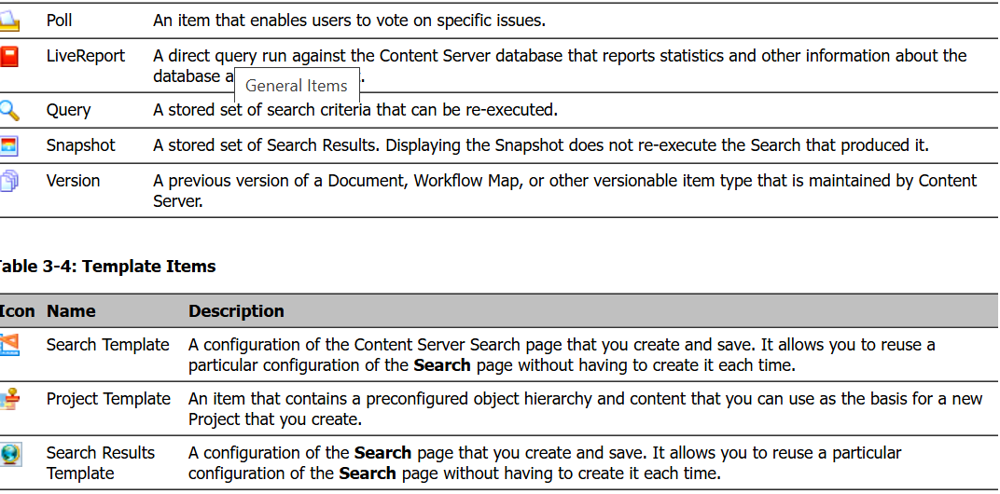 Poll An item that enables users to vote on specific issues.
LiveReport A direct query run against the Content Server database that reports statistics and other information about the
database a
General Items
.
Query A stored set of search criteria that can be re-executed.
Snapshot A stored set of Search Results. Displaying the Snapshot does not re-execute the Search that produced it.
Version A previous version of a Document, Workflow Map, or other versionable item type that is maintained by Content
Server.
able 3-4: Template Items
Icon Name Description
Search Template A configuration of the Content Server Search page that you create and save. It allows you to reuse a
particular configuration of the Search page without having to create it each time.
Project Template An item that contains a preconfigured object hierarchy and content that you can use as the basis for a new
Project that you create.
Search Results A configuration of the Search page that you create and save. It allows you to reuse a particular
Template configuration of the Search page without having to create it each time.